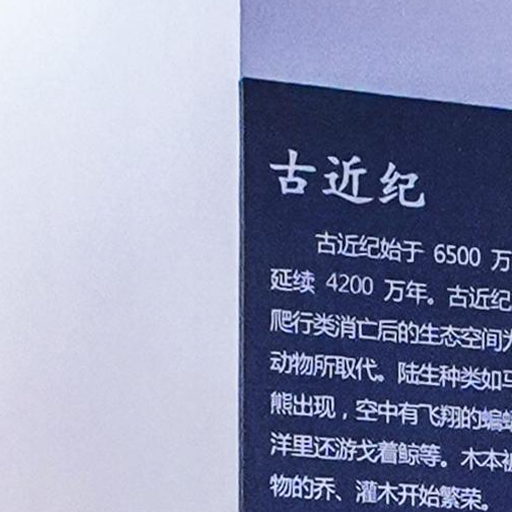 古近纪
古近纪始于 6500 万
延续 4200 万年。古近纪
爬行类消亡后的生态空间
动物所取代。陆生种类如马
熊出现，空中有飞翔的蝙
洋里还游戈着鲸等。木本被
物的乔、灌木开始繁荣。